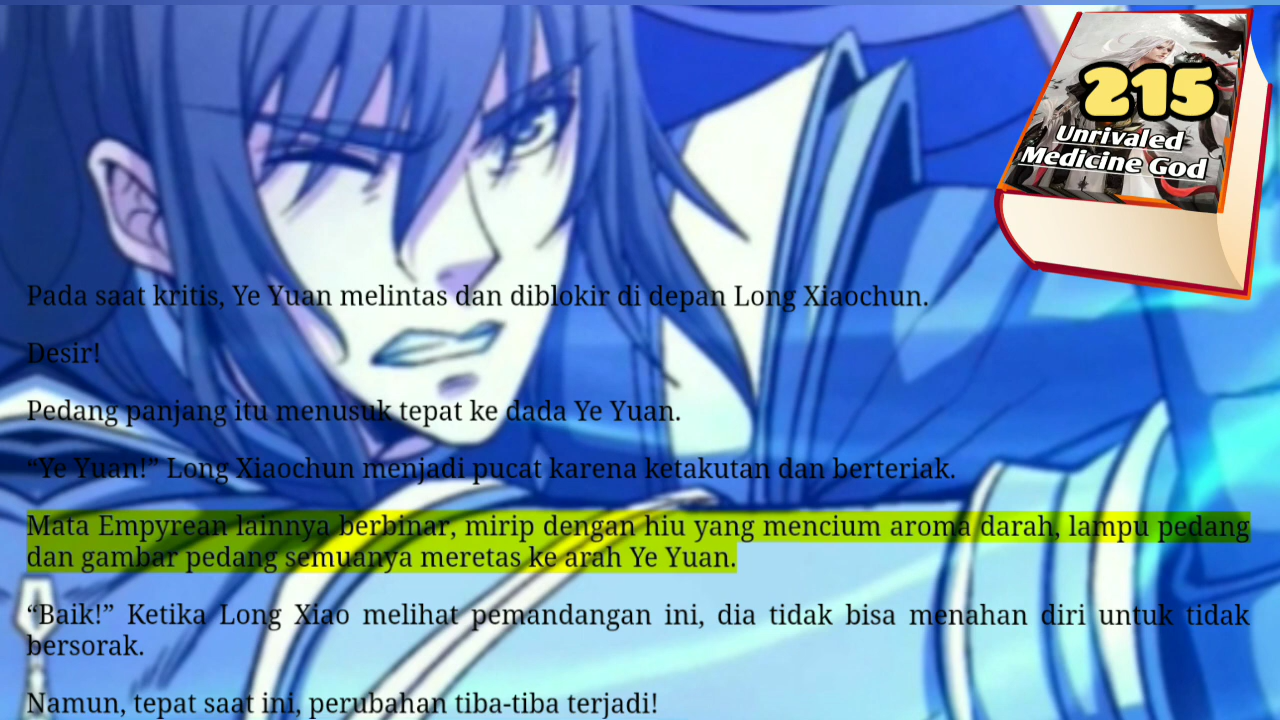 215
Unrivaled
Medicine God
Pada saat kritis, Ye Yuan melintas dan diblokir di depan Long Xiaochun.
Desir!
Pedang panjang itu menusuk tepat ke dada Ye Yuan.
“Ye Yuan!” Long Xiaochun menjadi pucat karena ketakutan dan berteriak.
Mata Empyrean lainnya berbinar, mirip dengan hiu yang mencium aroma darah, lampu pedang
dan gambar pedang semuanya meretas ke arah Ye Yuan.
“Baik!” Ketika Long Xiao melihat pemandangan ini, dia tidak bisa menahan diri untuk tidak
bersorak.
Namun, tepat saat ini, perubahan tiba-tiba terjadi!